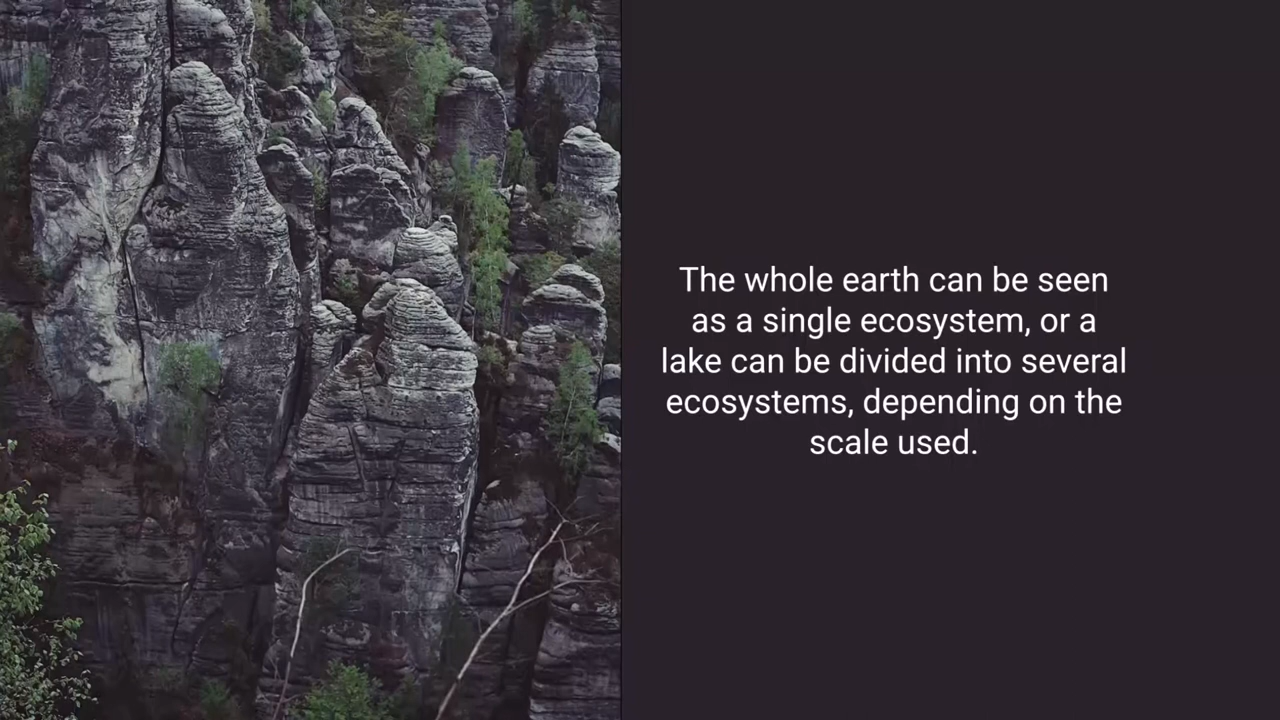 The whole earth can be seen
as a single ecosystem, or a
lake can be divided into several
ecosystems, depending on the
scale used.